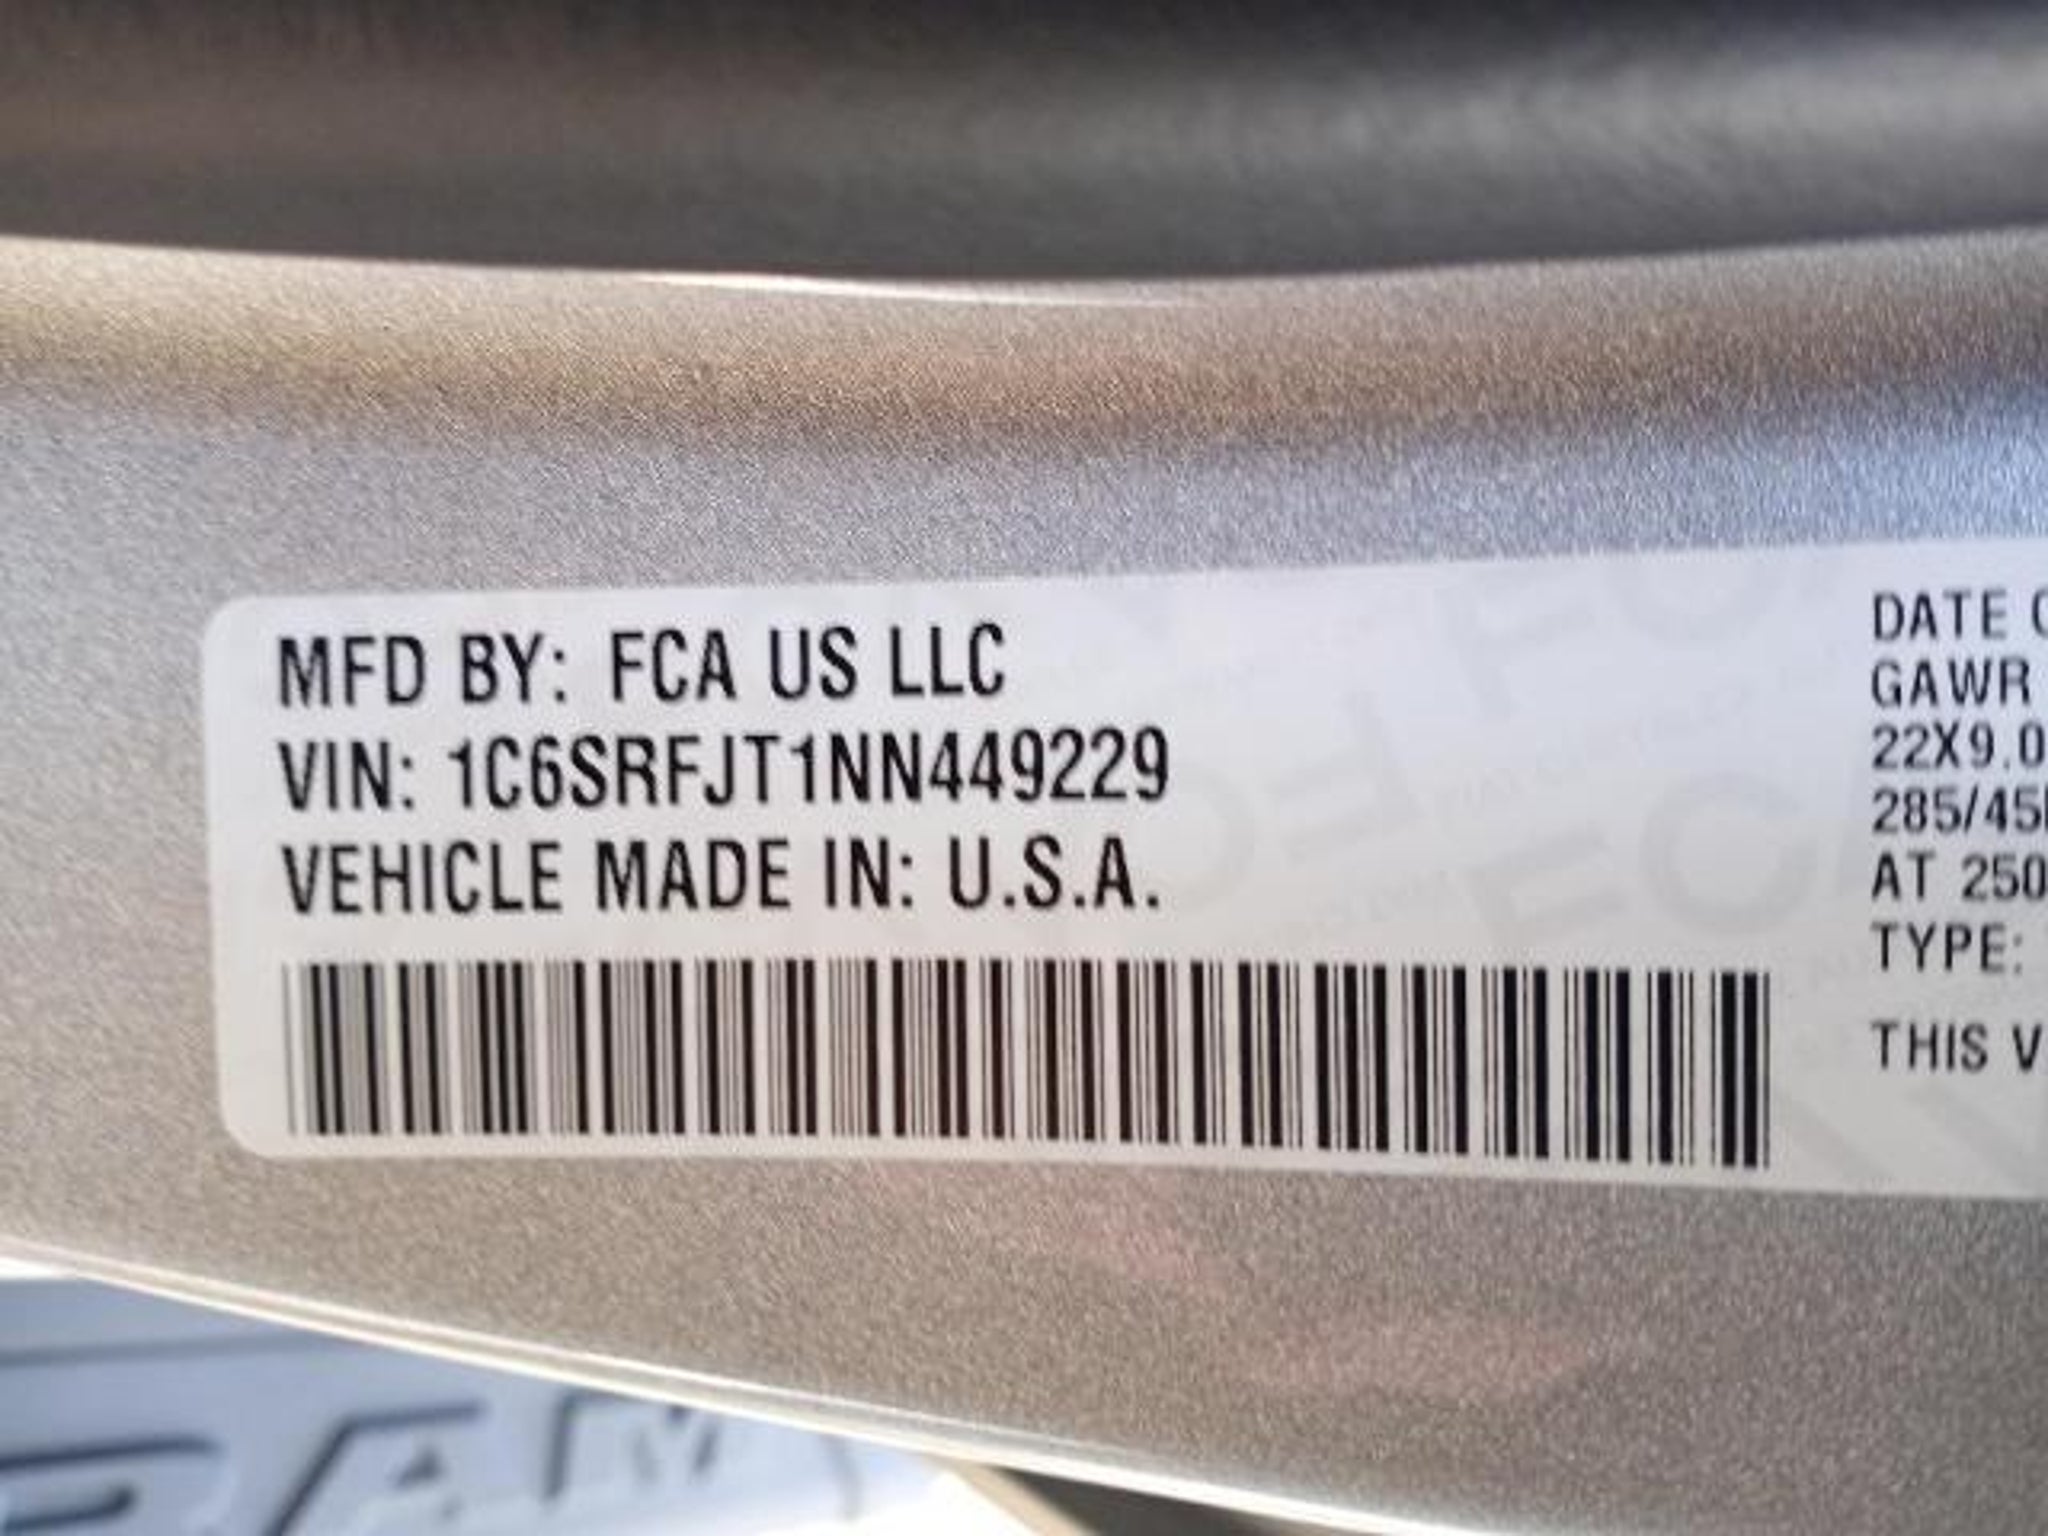 MFD BY: FCA US LLC
VIN: 1C6SRFJT1NN449229
VEHICLE MADE IN: U.S.A.
DATE O
GAWR
22X9.0
285/45
AT 250
TYPE:
THIS V
RAM